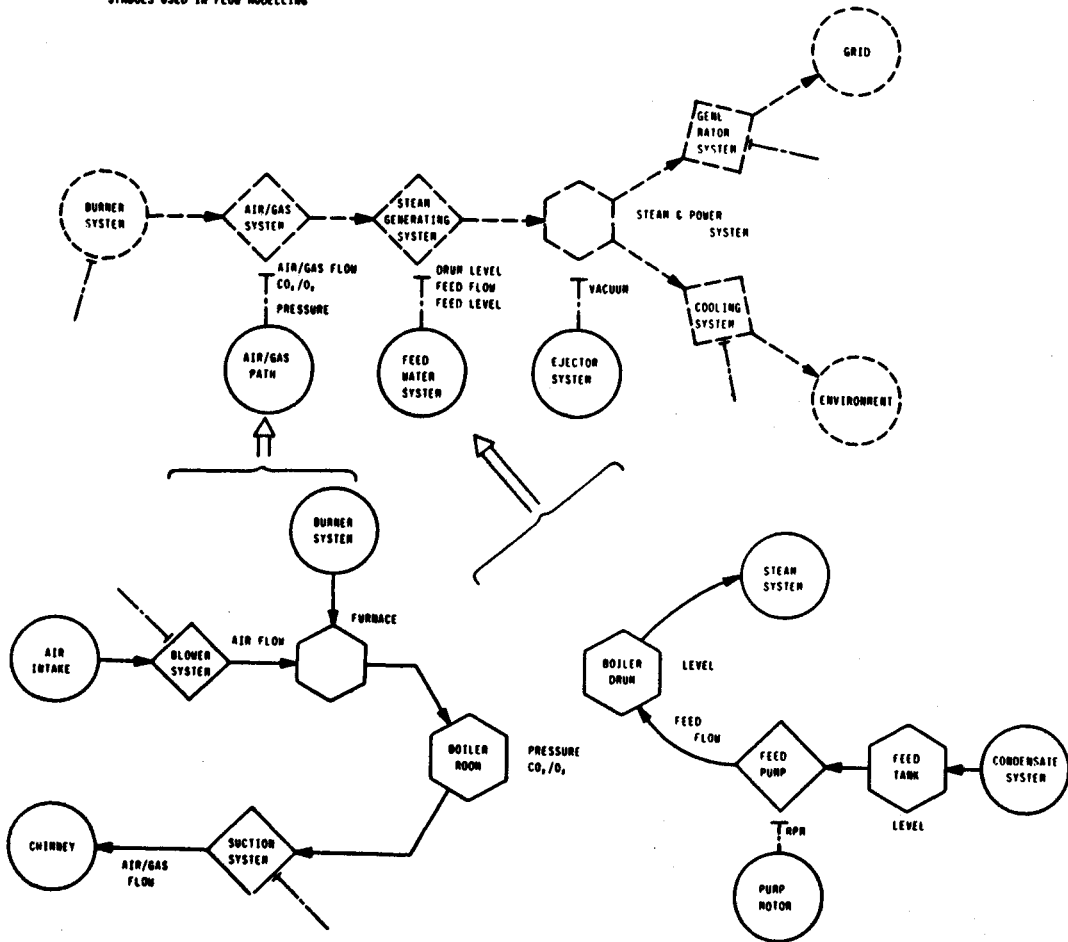 SYMBOLS USED IN FLOW MODELLING
GRID
GENE
RATOR
SYSTEM
BURNER
SYSTEM
AIR/GAS
SYSTEM
STEAM
GENERATING
SYSTEM
STEAM & POWER
SYSTEM
AIR/GAS FLOW
CO₂/O₂
PRESSURE
DRUM LEVEL
FEED FLOW
FEED LEVEL
VACUUM
COOLING
SYSTEM
AIR/GAS
PATH
FEED
WATER
SYSTEM
EJECTOR
SYSTEM
ENVIRONMENT
BURNER
SYSTEM
STEAM
SYSTEM
FURNACE
AIR
INTAKE
BLOWER
SYSTEM
AIR FLOW
BOILER
DRUM
LEVEL
FEED
FLOW
BOILER
ROOM
PRESSURE
CO₂/O₂
FEED
PUMP
FEED
TANK
CONDENSATE
SYSTEM
LEVEL
CHIMNEY
SUCTION
SYSTEM
AIR/GAS
FLOW
RPM
PUMP
MOTOR